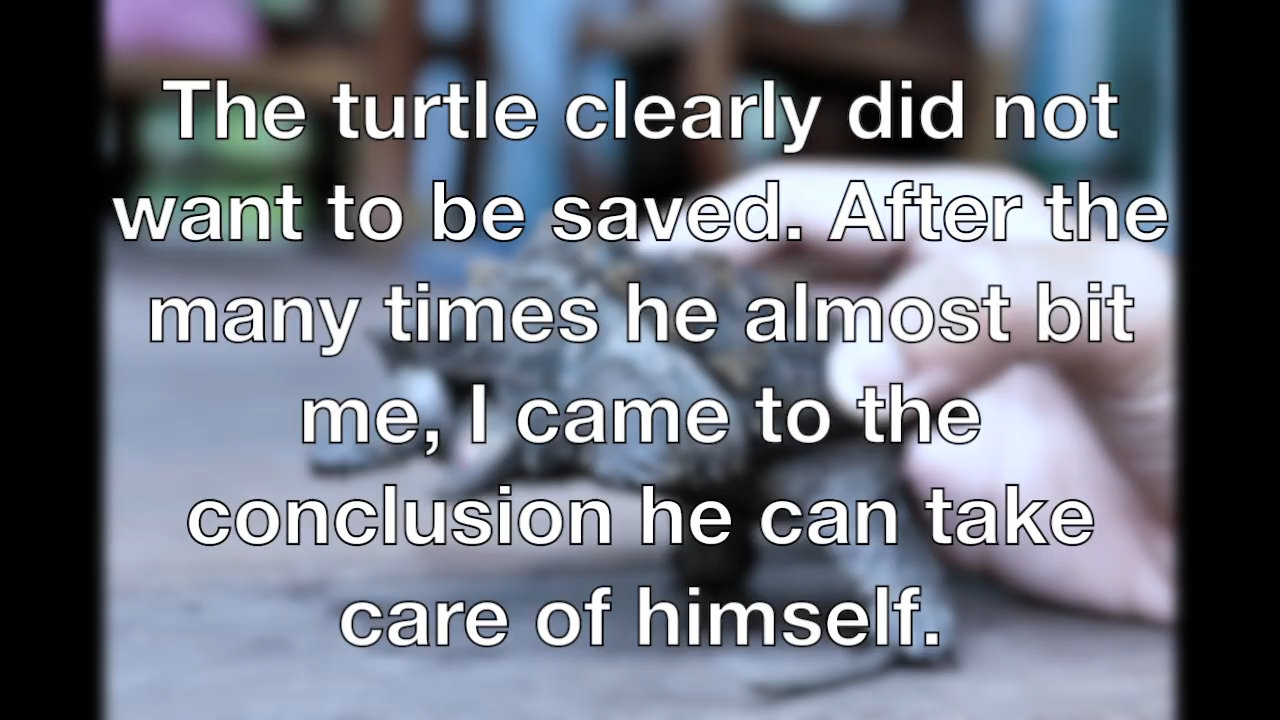 The turtle clearly did not
want to be saved. After the
many times he almost bit
me, I came to the
conclusion he can take
care of himself.